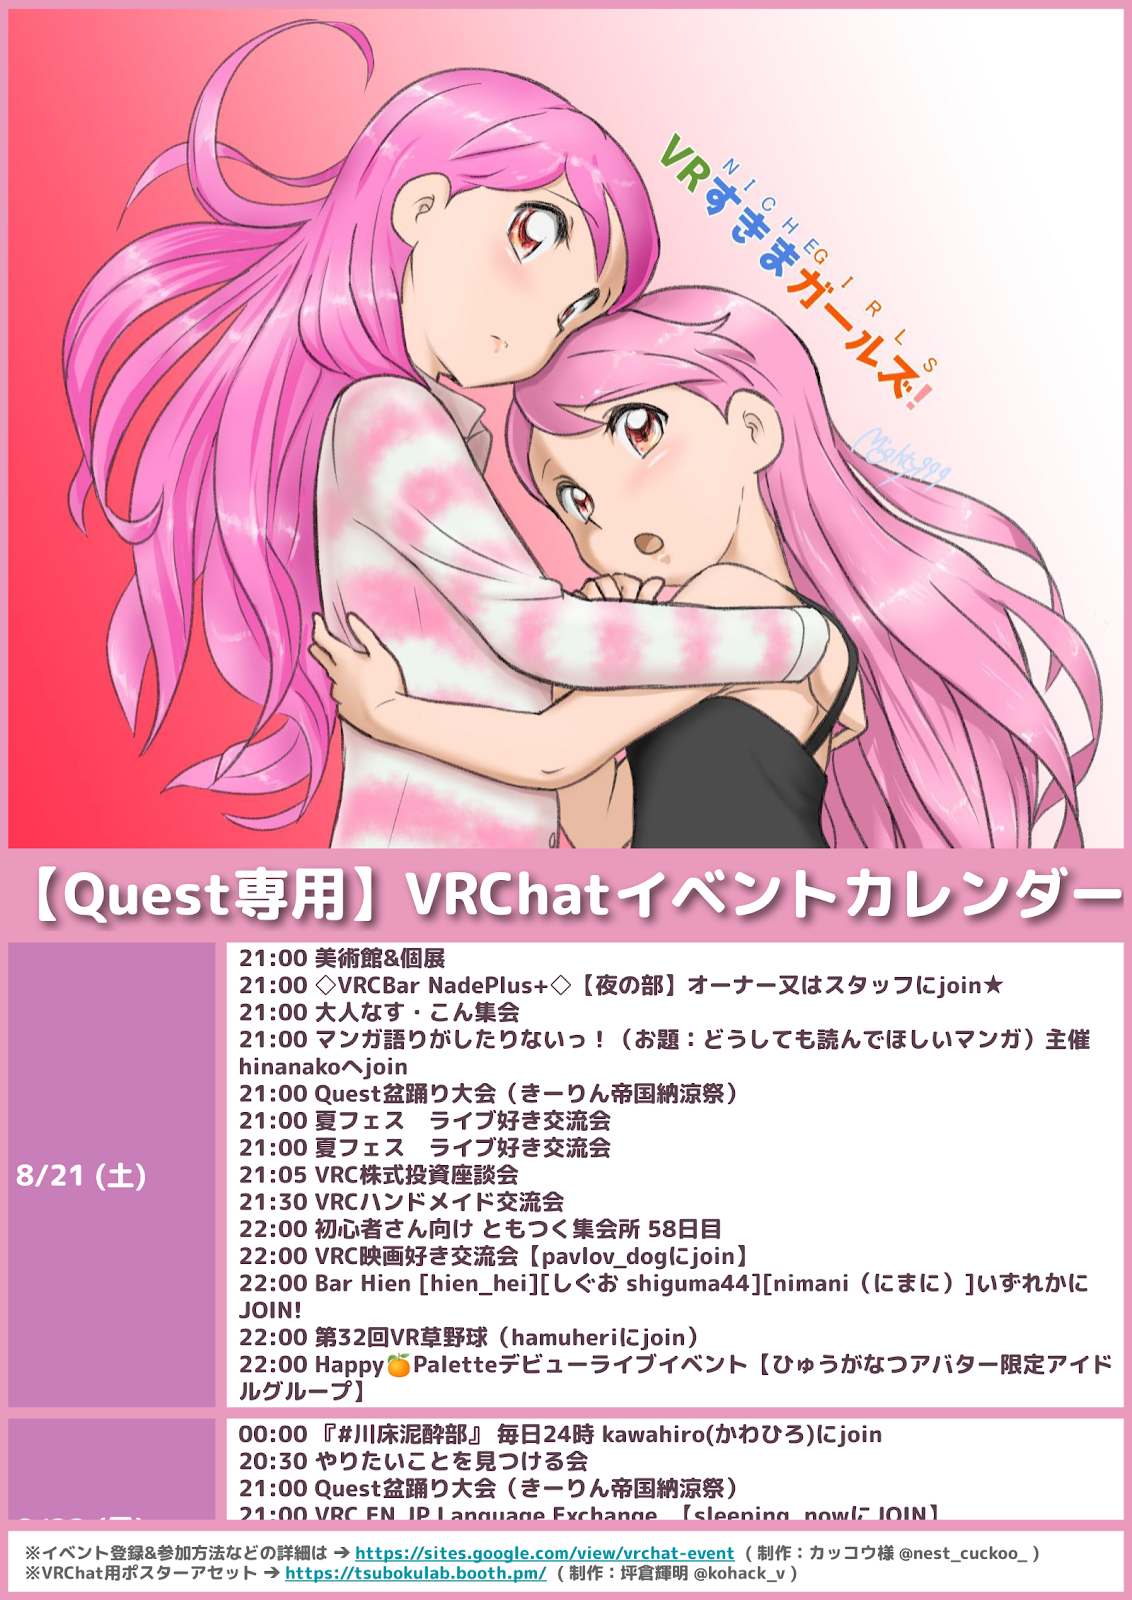 NICHE GIRLS
VRすきまガールズ!
Mighty999
【Quest専用】VRChatイベントカレンダー
8/21 (土)
21:00 美術館&個展
21:00 ◇VRCBar NadePlus+◇【夜の部】オーナー又はスタッフにjoin★
21:00 大人なす・こん集会
21:00 マンガ語りがしたりないっ！（お題：どうしても読んでほしいマンガ）主催
hinanakoへjoin
21:00 Quest盆踊り大会（きーりん帝国納涼祭）
21:00 夏フェス　ライブ好き交流会
21:00 夏フェス　ライブ好き交流会
21:05 VRC株式投資座談会
21:30 VRCハンドメイド交流会
22:00 初心者さん向け ともつく集会所 58日目
22:00 VRC映画好き交流会【pavlov_dogにjoin】
22:00 Bar Hien [hien_hei][しぐお shiguma44][nimani（にまに）]いずれかに
JOIN!
22:00 第32回VR草野球（hamuheriにjoin）
22:00 Happy🍊Paletteデビューライブイベント【ひゅうがなつアバター限定アイド
ルグループ】
00:00 『#川床泥酔部』 毎日24時 kawahiro(かわひろ)にjoin
20:30 やりたいことを見つける会
21:00 Quest盆踊り大会（きーりん帝国納涼祭）
21:00 VRC EN JP Language Exchange 【sleeping_nowに JOIN】
※イベント登録&参加方法などの詳細は ➔ https://sites.google.com/view/vrchat-event ( 制作：カッコウ様 @nest_cuckoo_ )
※VRChat用ポスターアセット ➔ https://tsubokulab.booth.pm/ ( 制作：坪倉輝明 @kohack_v )